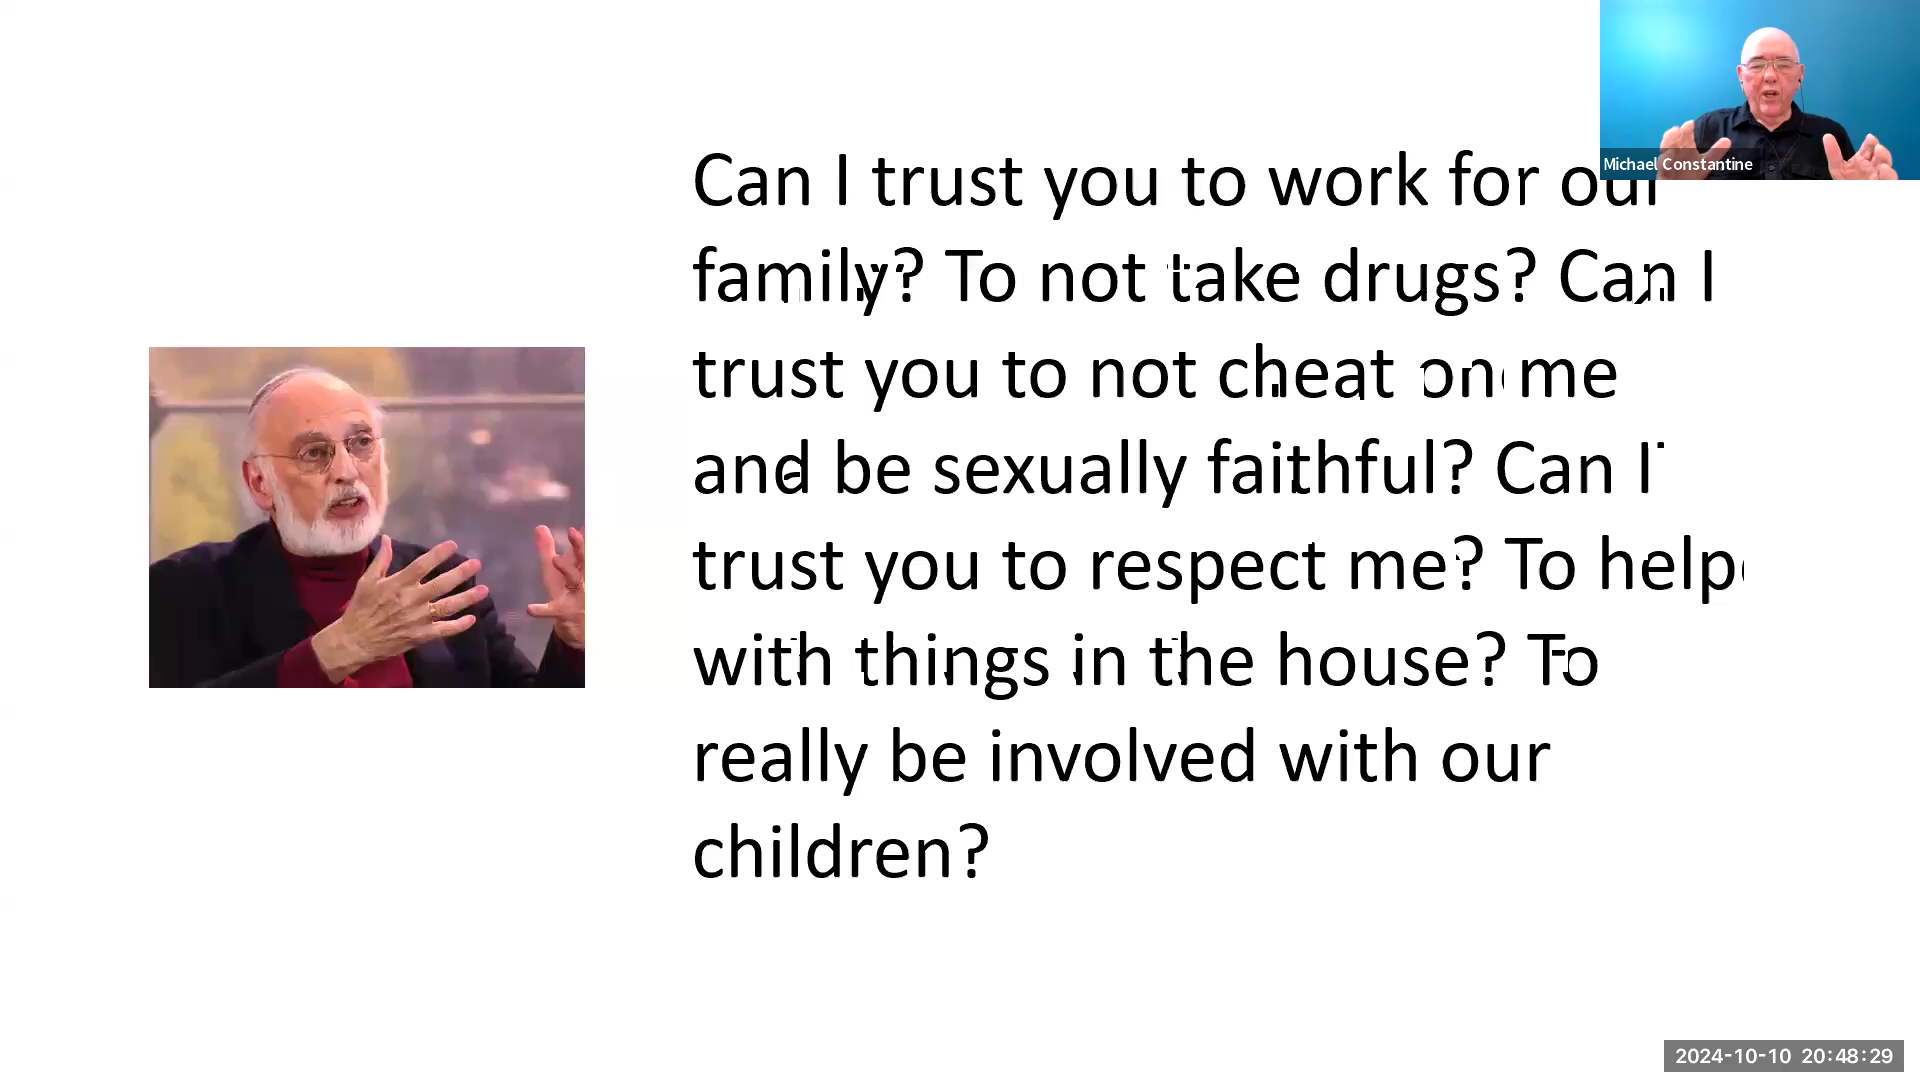 Michael Constantine
Can I trust you to work for our
family? To not take drugs? Can I
trust you to not cheat on me
and be sexually faithful? Can I
trust you to respect me? To help
with things in the house? To
really be involved with our
children?
2024-10-10 20:48:29